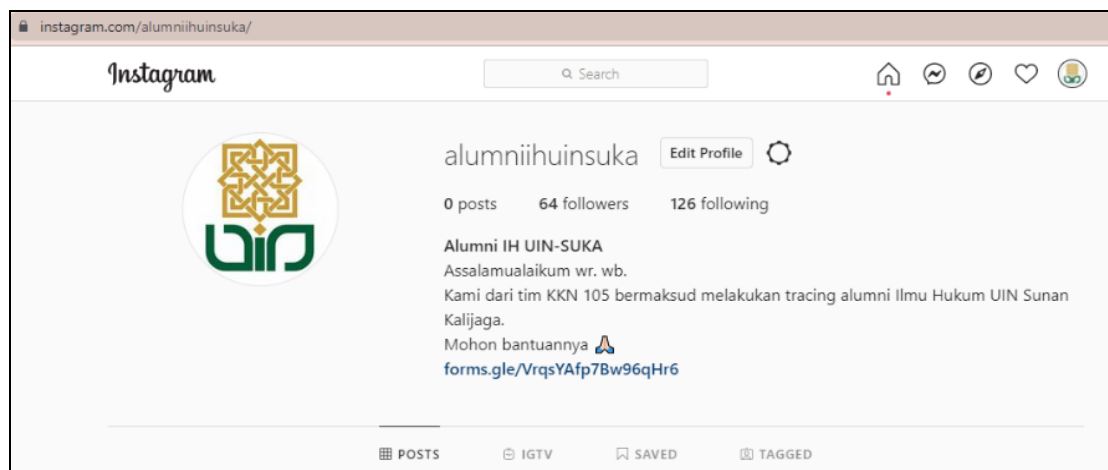 instagram.com/alumniihuinsuka/
Instagram
Search
uin
alumniihuinsuka Edit Profile
0 posts 64 followers 126 following
Alumni IH UIN-SUKA
Assalamualaikum wr. wb.
Kami dari tim KKN 105 bermaksud melakukan tracing alumni Ilmu Hukum UIN Sunan
Kalijaga.
Mohon bantuannya 🙏🏻
forms.gle/VrqsYAfp7Bw96qHr6
POSTS IGTV SAVED TAGGED